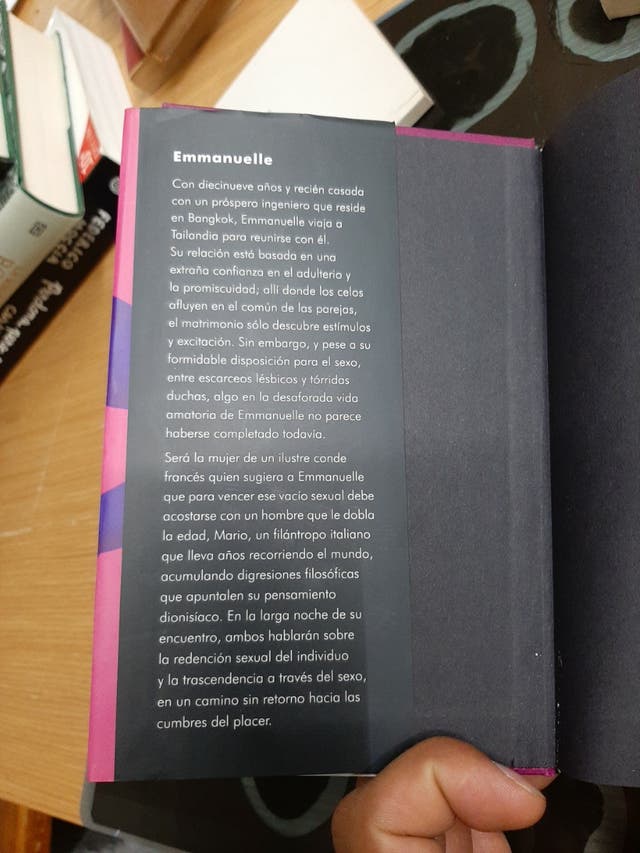 Emmanuelle
Con diecinueve años y recién casada
con un próspero ingeniero que reside
en Bangkok, Emmanuelle viaja a
Tailandia para reunirse con él.
Su relación está basada en una
extraña confianza en el adulterio y
la promiscuidad; allí donde los celos
afluyen en el común de las parejas,
el matrimonio sólo descubre estímulos
y excitación. Sin embargo, y pese a su
formidable disposición para el sexo,
entre escarceos lésbicos y tórridas
duchas, algo en la desaforada vida
amatoria de Emmanuelle no parece
haberse completado todavía.
Será la mujer de un ilustre conde
francés quien sugiera a Emmanuelle
que para vencer ese vacío sexual debe
acostarse con un hombre que le dobla
la edad, Mario, un filántropo italiano
que lleva años recorriendo el mundo,
acumulando digresiones filosóficas
que apuntalen su pensamiento
dionisíaco. En la larga noche de su
encuentro, ambos hablarán sobre
la redención sexual del individuo
y la trascendencia a través del sexo,
en un camino sin retorno hacia las
cumbres del placer.
FEDERICO